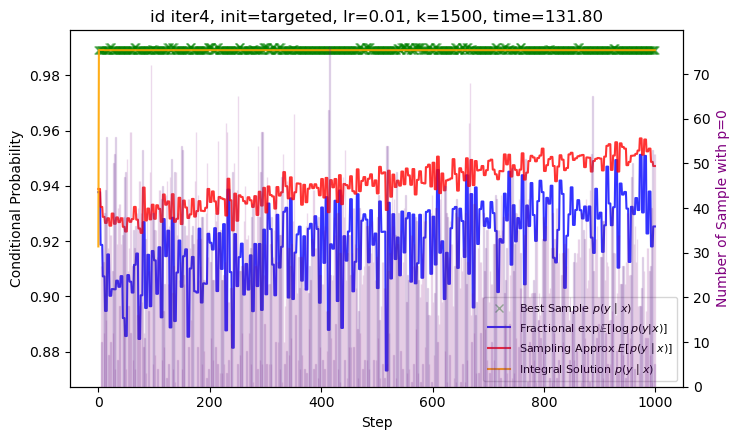 id iter4, init=targeted, lr=0.01, k=1500, time=131.80
Conditional Probability
0.98
0.96
0.94
0.92
0.90
0.88
70
60
50
40
30
20
10
0
Number of Sample with p=0
Best Sample p(y | x)
Fractional exp𝔼[log p(y|x)]
Sampling Approx E[p(y | x)]
Integral Solution p(y | x)
0 200 400 600 800 1000
Step